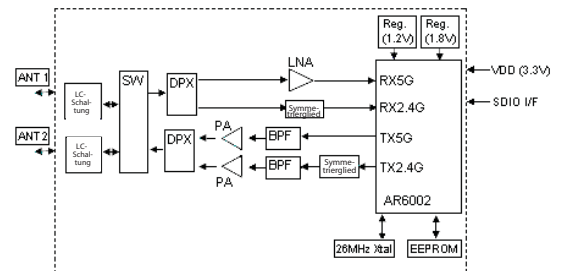 Reg.
(1.2V)
Reg.
(1.8V)
LNA
ANT 1
SW
DPX
VDD (3.3V)
RX5G
LC-
Schal-
tung
Symme-
trierglied
RX2.4G
SDIO I/F
ANT2
PA
BPF
TX5G
LC-
Schal-
tung
DPX
BPF
Symme-
trierglied
TX2.4G
PA
AR6002
26MHz Xtal
EEPROM